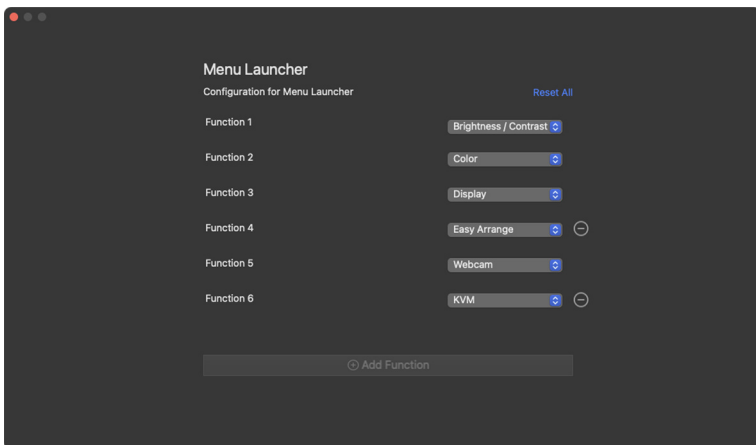 Menu Launcher
Configuration for Menu Launcher Reset All
Function 1 Brightness / Contrast
Function 2 Color
Function 3 Display
Function 4 Easy Arrange
Function 5 Webcam
Function 6 KVM
Add Function